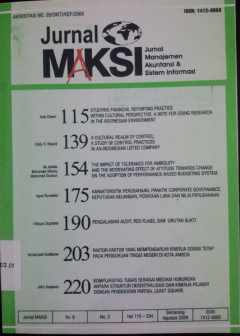 AKREDITASI NO. 26/DIKTI/KEP/2005
ISSN: 1412-6680
Jurnal
MAKSI
Jurnal
Manajemen
Akuntansi &
Sistem Informasi
115
STUDYING FINANCIAL REPORTING PRACTICE
WITHIN CULTURAL PERSPECTIVE: A NOTE FOR DOING RESEARCH
IN THE INDONESIAN ENVIRONMENT
139
A CULTURAL REALM OF CONTROL:
A STUDY OF CONTROL PRACTICES
IN AN INDONESIAN LISTED COMPANY
154
THE IMPACT OF TOLERANCE FOR AMBIGUITY
AND THE MODERATING EFFECT OF ATTITUDE TOWARDS CHANGE
ON THE ADOPTION OF PERFORMANCE-BASED BUDGETING SYSTEM
175
KARAKTERISTIK PERUSAHAAN, PRAKTIK CORPORATE GOVERNANCE,
KEPUTUSAN KEUANGAN, PENATAAN LABA DAN NILAI PERUSAHAAN
190
PENGALAMAN AUDIT, RED FLAGS, DAN URUTAN BUKTI
203
FAKTOR-FAKTOR YANG MEMPENGARUHI KINERJA DOSEN TETAP
PADA PERGURUAN TINGGI NEGERI DI KOTA AMBON
220
KOMPLEKSITAS TUGAS SEBAGAI MEDIASI HUBUNGAN
ANTARA STRUKTUR DESENTRALISASI DAN KINERJA PEJABAT
DENGAN PENDEKATAN PARTIAL LEAST SQUARE
Jurnal MAKSI
Vol. 8
No. 2
Hal 115 - 234
Semarang
Agustus 2008
ISSN